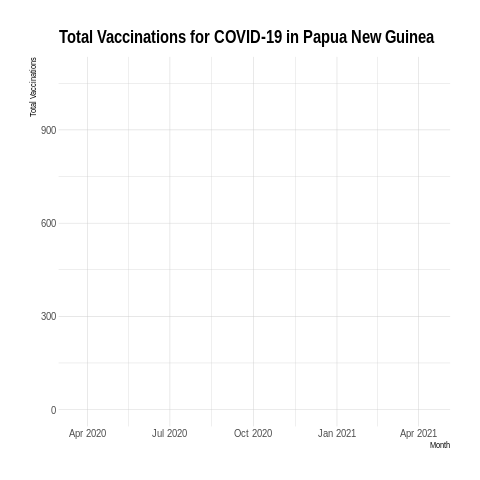 Total Vaccinations for COVID-19 in Papua New Guinea
Total Vaccinations
900
600
300
0
Apr 2020 Jul 2020 Oct 2020 Jan 2021 Apr 2021
Month